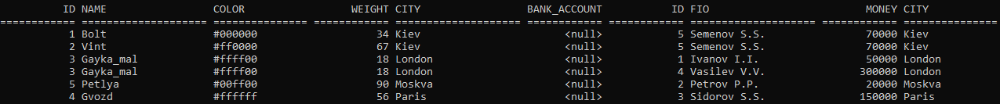 ID NAME COLOR WEIGHT CITY BANK_ACCOUNT ID FIO MONEY CITY
============ ==================== =============== ============ ==================== ============ ============ ==================== ============ ====================
1 Bolt #000000 34 Kiev <null> 5 Semenov S.S. 70000 Kiev
2 Vint #ff0000 67 Kiev <null> 5 Semenov S.S. 70000 Kiev
3 Gayka_mal #ffff00 18 London <null> 1 Ivanov I.I. 50000 London
3 Gayka_mal #ffff00 18 London <null> 4 Vasilev V.V. 300000 London
5 Petlya #00ff00 90 Moskva <null> 2 Petrov P.P. 20000 Moskva
4 Gvozd #ffffff 56 Paris <null> 3 Sidorov S.S. 150000 Paris